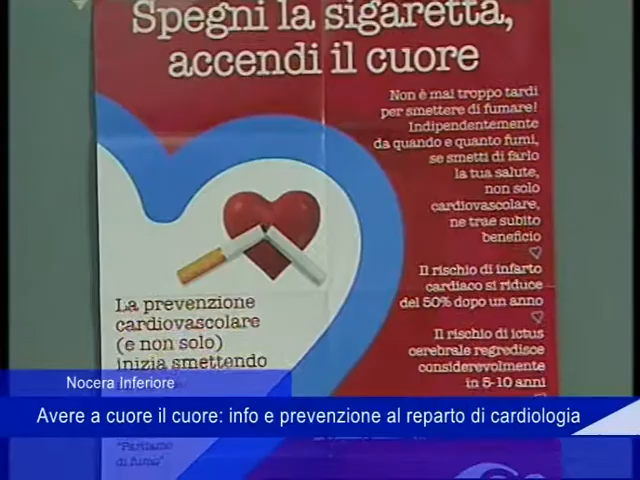 Spegni la sigaretta,
accendi il cuore
Non è mai troppo tardi
per smettere di fumare!
Indipendentemente
da quando e quanto fumi,
se smetti di farlo
la tua salute,
non solo
cardiovascolare,
ne trae subito
beneficio
Il rischio di infarto
cardiaco si riduce
del 50% dopo un anno
Il rischio di ictus
cerebrale regredisce
considerevolmente
in 5-10 anni
La prevenzione
cardiovascolare
(e non solo)
inizia smettendo
Nocera Inferiore
Avere a cuore il cuore: info e prevenzione al reparto di cardiologia
di fumo"